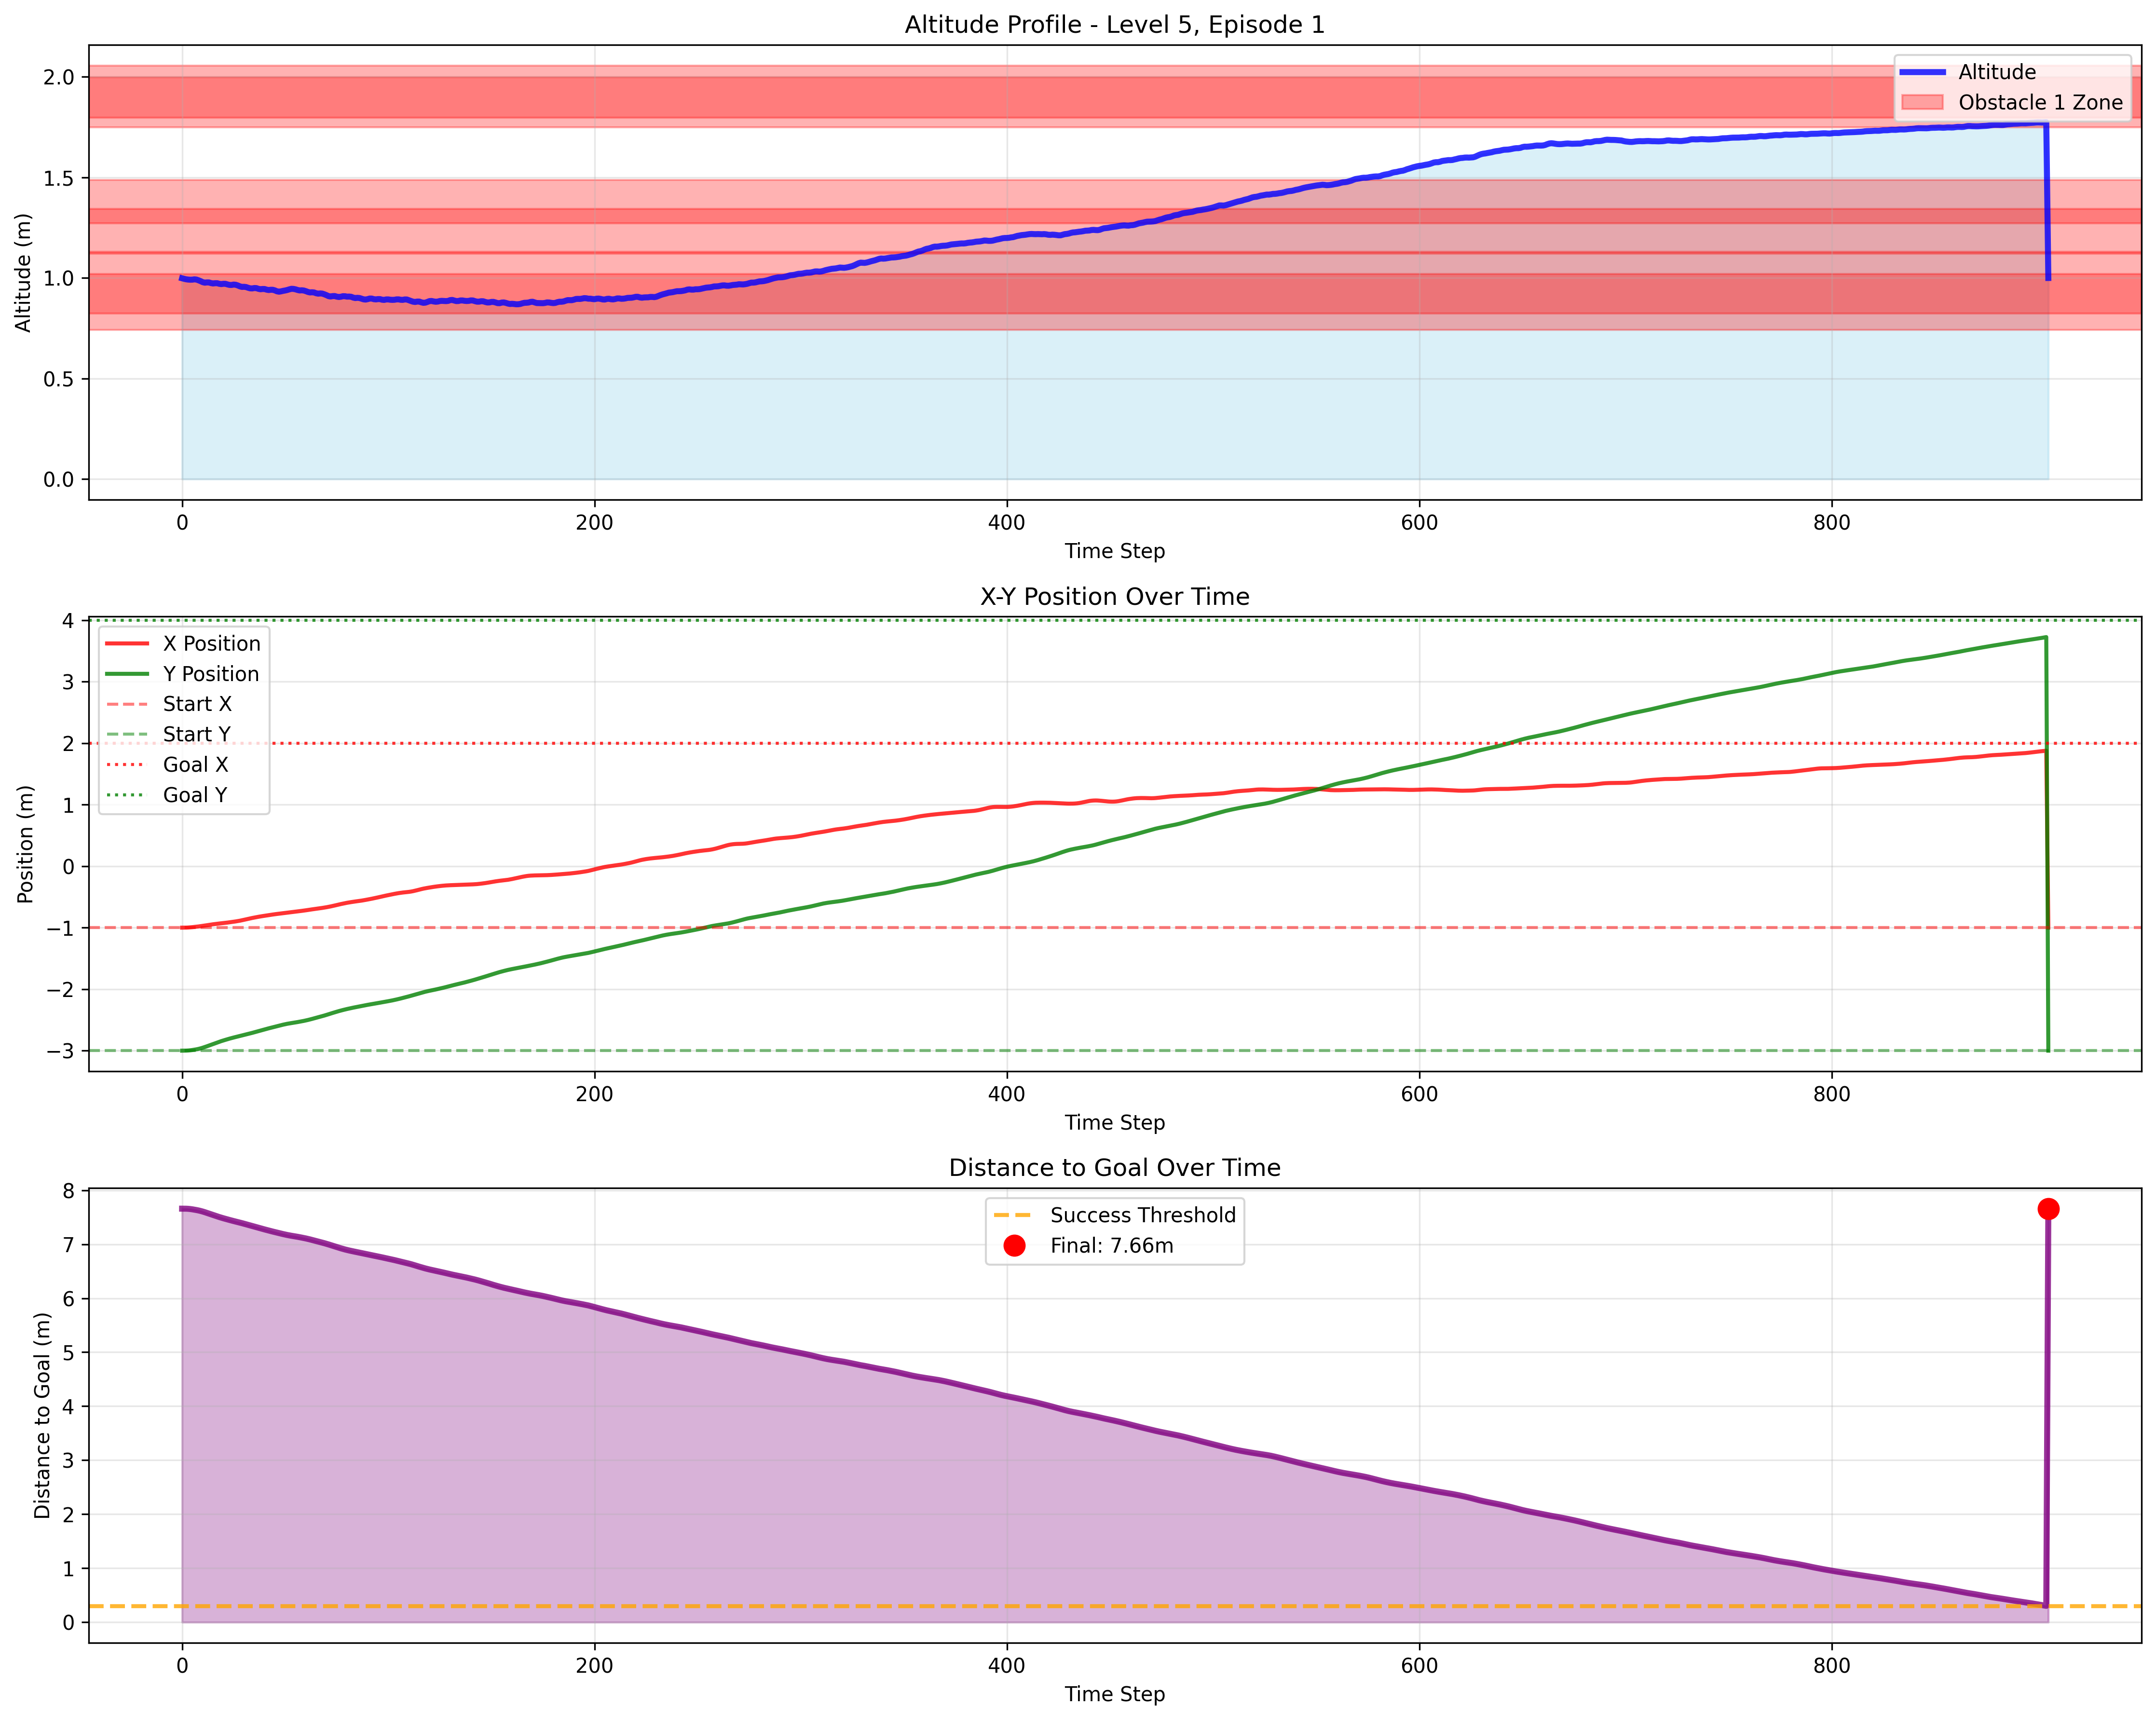 Altitude Profile - Level 5, Episode 1
Altitude (m)
2.0
1.5
1.0
0.5
0.0
Altitude
Obstacle 1 Zone
0 200 400 600 800
Time Step
X-Y Position Over Time
Position (m)
4
3
2
1
0
−1
−2
−3
X Position
Y Position
Start X
Start Y
Goal X
Goal Y
0 200 400 600 800
Time Step
Distance to Goal Over Time
Distance to Goal (m)
8
7
6
5
4
3
2
1
0
Success Threshold
Final: 7.66m
0 200 400 600 800
Time Step